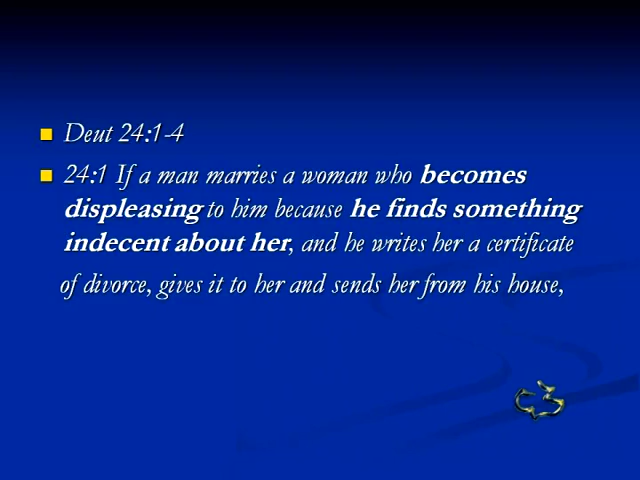 Deut 24:1-4
24:1 If a man marries a woman who becomes
displeasing to him because he finds something
indecent about her, and he writes her a certificate
of divorce, gives it to her and sends her from his house,